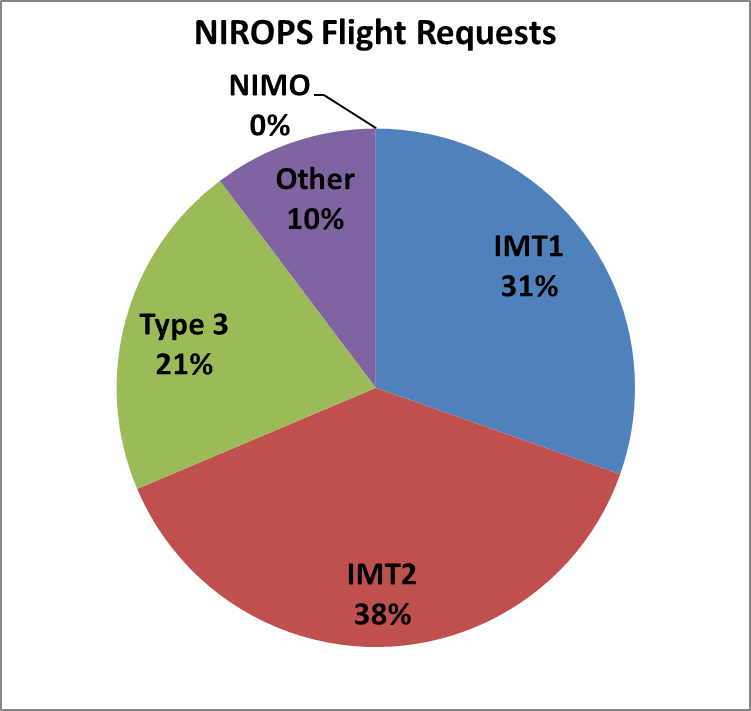 NIROPS Flight Requests
NIMO
0%
Other
10%
IMT1
31%
Type 3
21%
IMT2
38%